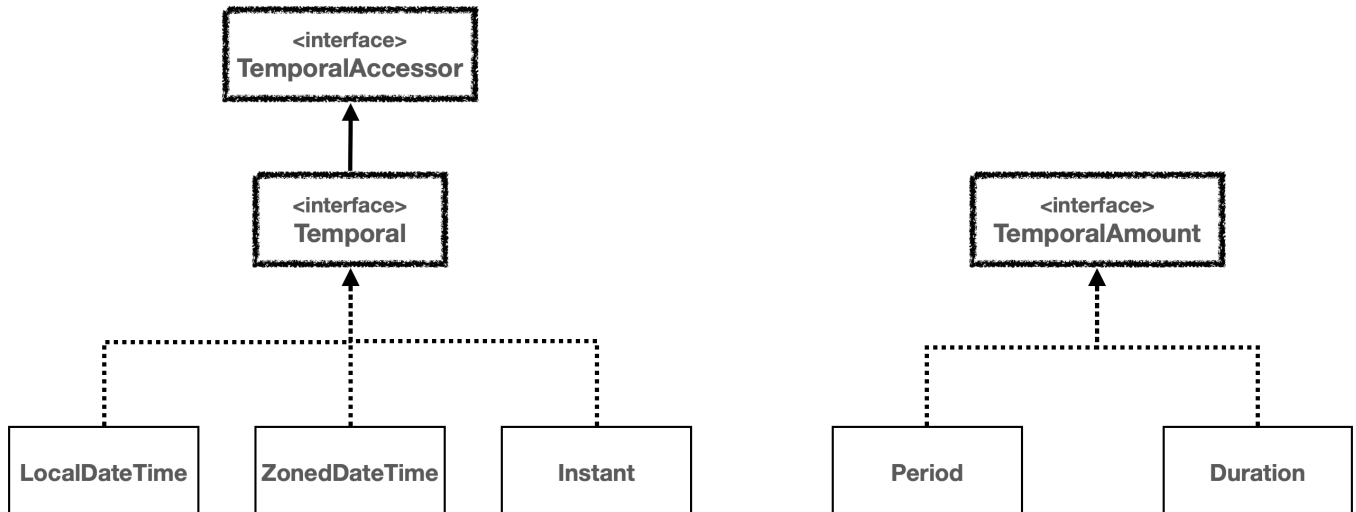 <interface>
TemporalAccessor
<interface>
Temporal
<interface>
TemporalAmount
LocalDateTime
ZonedDateTime
Instant
Period
Duration